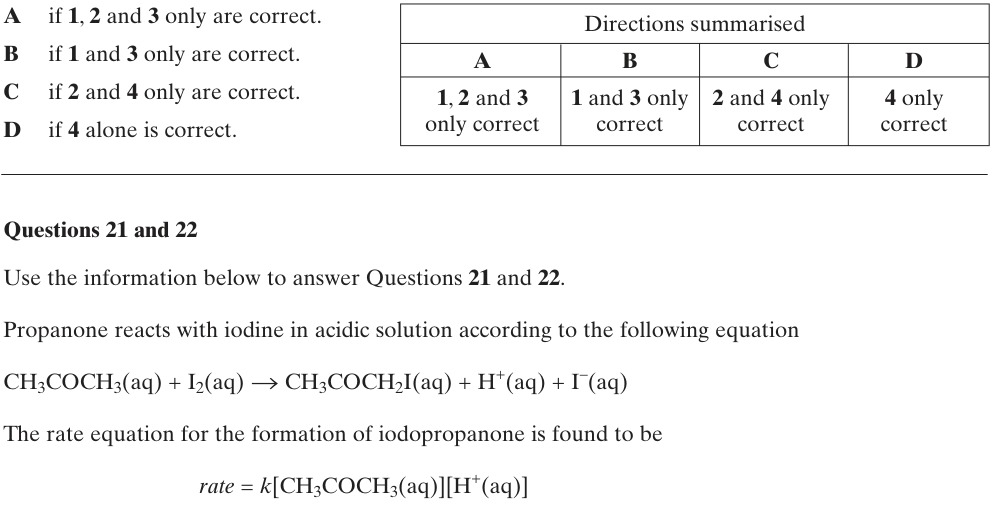 A if 1, 2 and 3 only are correct.
B if 1 and 3 only are correct.
C if 2 and 4 only are correct.
D if 4 alone is correct.
Directions summarised
A B C D
1, 2 and 3 only correct 1 and 3 only correct 2 and 4 only correct 4 only correct
Questions 21 and 22
Use the information below to answer Questions 21 and 22.
Propanone reacts with iodine in acidic solution according to the following equation
CH₃COCH₃(aq) + I₂(aq) → CH₃COCH₂I(aq) + H⁺(aq) + I⁻(aq)
The rate equation for the formation of iodopropanone is found to be
rate = k[CH₃COCH₃(aq)][H⁺(aq)]